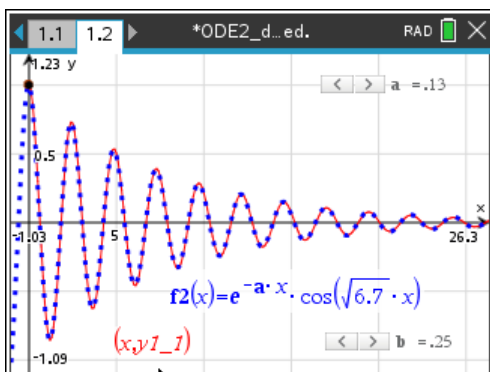 1.1 1.2 *ODE2_d...ed. RAD
1.23 y
a =.13
0.5
x
-1.03 5 26.3
f2(x)=e^-a·x·cos(√6.7·x)
(x,y1_1)
b =.25
-1.09